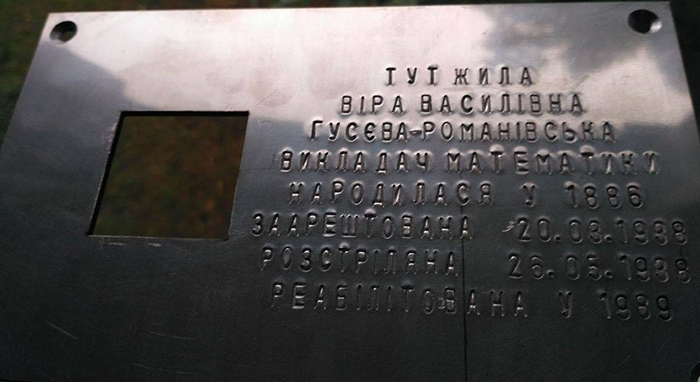 ТУТ ЖИЛА
ВІРА ВАСИЛІВНА
ГУСЄВА-РОМАНІВСЬКА
ВИКЛАДАЧ МАТЕМАТИКИ
НАРОДИЛАСЯ У 1886
ЗААРЕШТОВАНА 20.03.1938
РОЗСТРІЛЯНА 26.05.1938
РЕАБІЛІТОВАНА У 1989